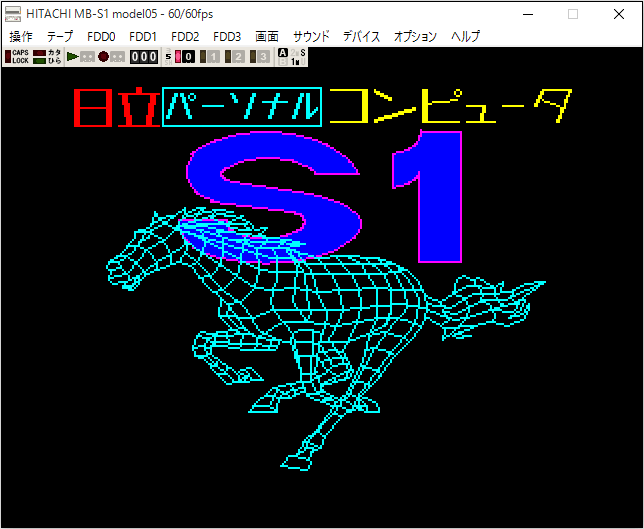 HITACHI MB-S1 model05 - 60/60fps
操作 テープ FDD0 FDD1 FDD2 FDD3 画面 サウンド デバイス オプション ヘルプ
CAPS LOCK カタ ひら 000 S 0 1 2 3 A 2x S 1w
日立パーソナルコンピュータ
S1